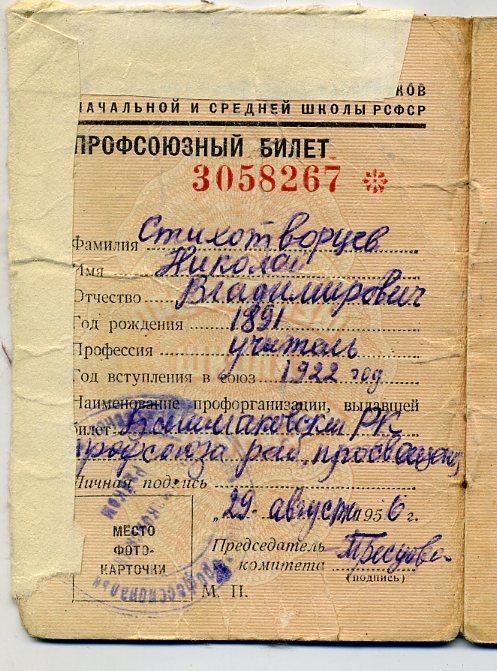 КОВ
НАЧАЛЬНОЙ И СРЕДНЕЙ ШКОЛЫ РСФСР
ПРОФСОЮЗНЫЙ БИЛЕТ
3058267
Фамилия Стихотворцев
Имя Николай
Отчество Владимирович
Год рождения 1891
Профессия учитель
Год вступления в союз 1922 год
Наименование профорганизации, выдавшей
билет РК
профсоюза раб. просвещения
Личная подпись
„29 августа 1956 г.
Председатель
комитета
(подпись)
МЕСТО
ФОТО-
КАРТОЧКИ
М. П.